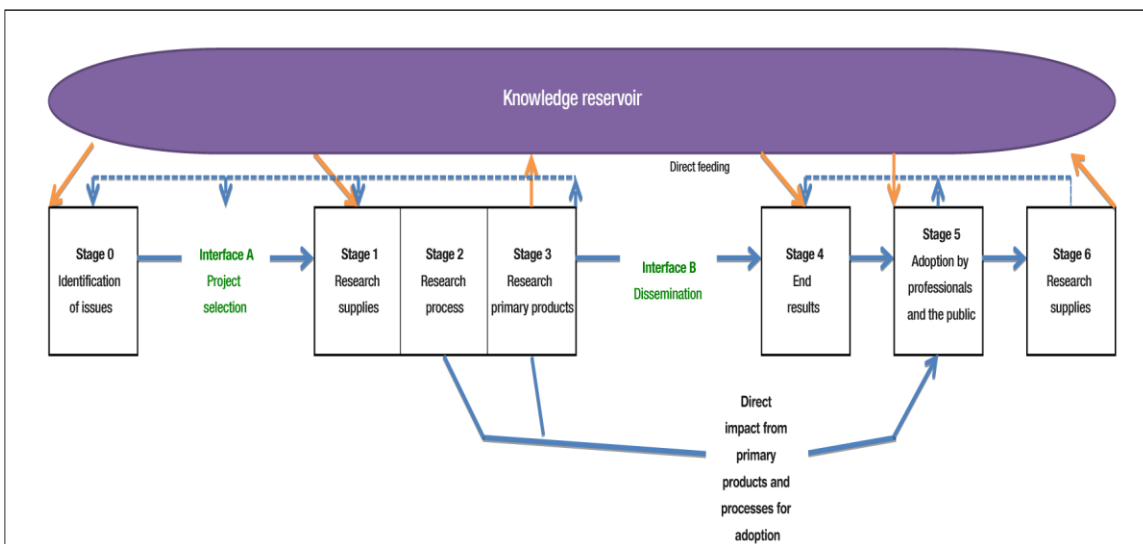 Knowledge reservoir
Direct feeding
Stage 0
Identification
of issues
Interface A
Project
selection
Stage 1
Research
supplies
Stage 2
Research
process
Stage 3
Research
primary products
Interface B
Dissemination
Stage 4
End
results
Stage 5
Adoption by
professionals
and the public
Stage 6
Research
supplies
Direct
impact from
primary
products and
processes for
adoption